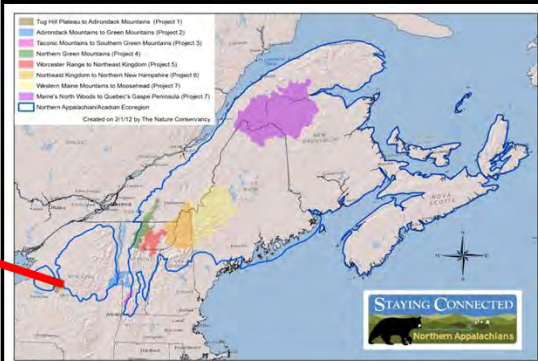 Tug Hill Plateau to Adirondack Mountains (Project 1)
Adirondack Mountains to Green Mountains (Project 2)
Taconic Mountains to Southern Green Mountains (Project 3)
Northern Green Mountains (Project 4)
Worcester Range to Northeast Kingdom (Project 5)
Northeast Kingdom to Northern New Hampshire (Project 6)
Western Maine Mountains to Moosehead (Project 7)
Maine's North Woods to Quebec's Gaspe Peninsula (Project 7)
Northern Appalachian/Acadian Ecoregion
Created on 2/1/12 by The Nature Conservancy
NEW
BRUNSWICK
NOVA
SCOTIA
MAINE
STAYING CONNECTED
Northern Appalachians